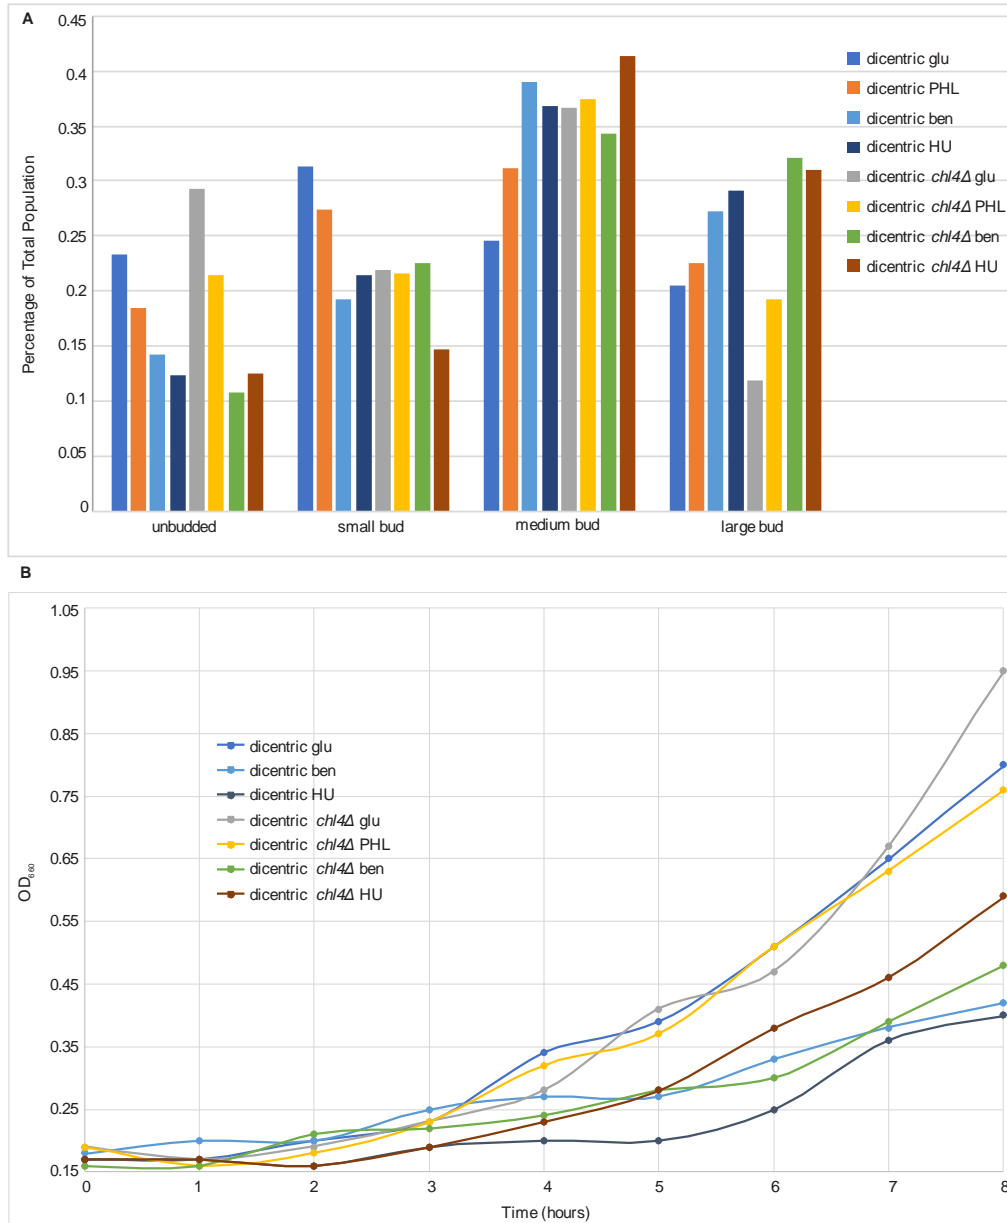 A
0.45
0.4
0.35
0.3
0.25
0.2
0.15
0.1
0.05
0
Percentage of Total Population
unbudded
small bud
medium bud
large bud
dicentric glu
dicentric PHL
dicentric ben
dicentric HU
dicentric chl4Δ glu
dicentric chl4Δ PHL
dicentric chl4Δ ben
dicentric chl4Δ HU
B
1.05
0.95
0.85
0.75
0.65
0.55
0.45
0.35
0.25
0.15
OD₆₆₀
dicentric glu
dicentric ben
dicentric HU
dicentric chl4Δ glu
dicentric chl4Δ PHL
dicentric chl4Δ ben
dicentric chl4Δ HU
0 1 2 3 4 5 6 7 8
Time (hours)